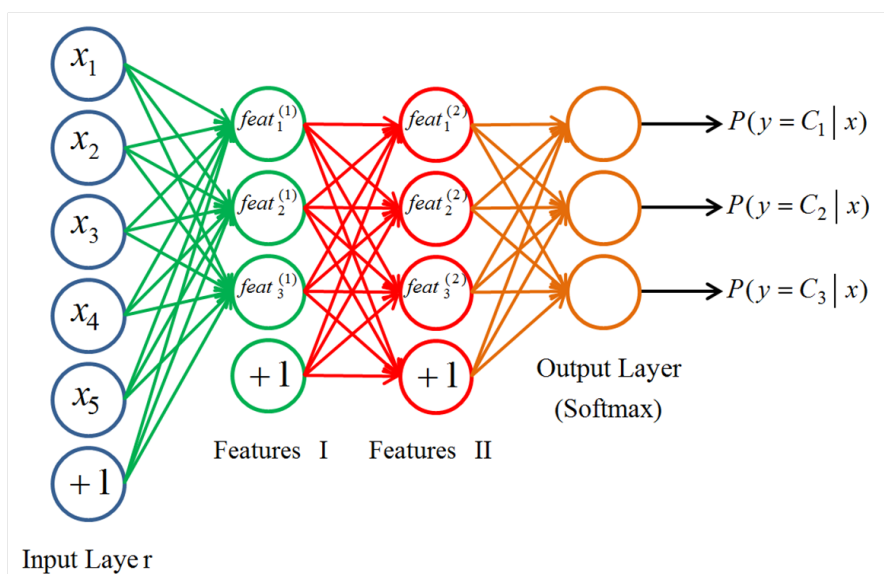 x₁
x₂
x₃
x₄
x₅
+1
Input Laye r
feat₁⁽¹⁾
feat₂⁽¹⁾
feat₃⁽¹⁾
+1
Features I
feat₁⁽²⁾
feat₂⁽²⁾
feat₃⁽²⁾
+1
Features II
Output Layer
(Softmax)
P(y = C₁ | x)
P(y = C₂ | x)
P(y = C₃ | x)